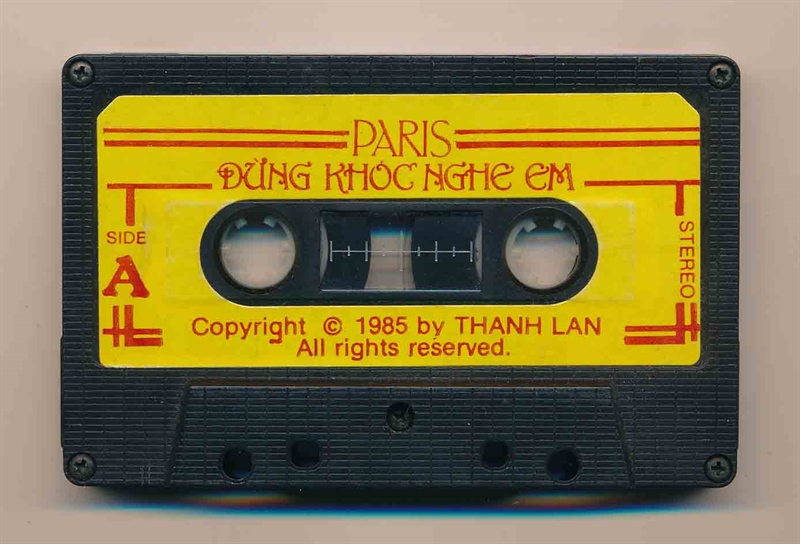 PARIS
ĐỪNG KHÓC NGHE EM
SIDE
A
STEREO
Copyright © 1985 by THANH LAN
All rights reserved.